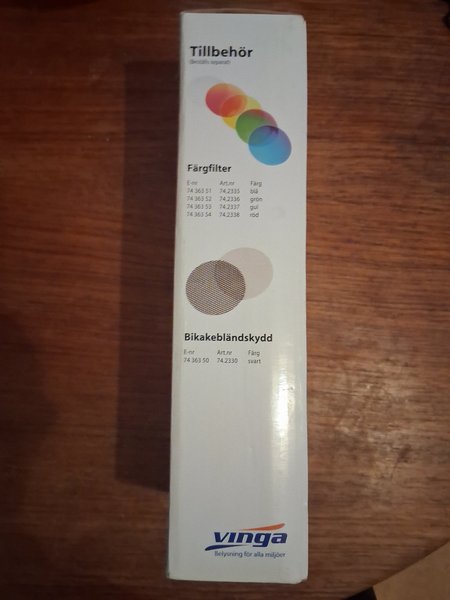 Tillbehör
(Beställs separat)
Färgfilter
E-nr Art.nr Färg
74 363 51 74.2335 blå
74 363 52 74.2336 grön
74 363 53 74.2337 gul
74 363 54 74.2338 röd
Bikakebländskydd
E-nr Art.nr Färg
74 363 50 74.2330 svart
vinga
Belysning för alla miljöer